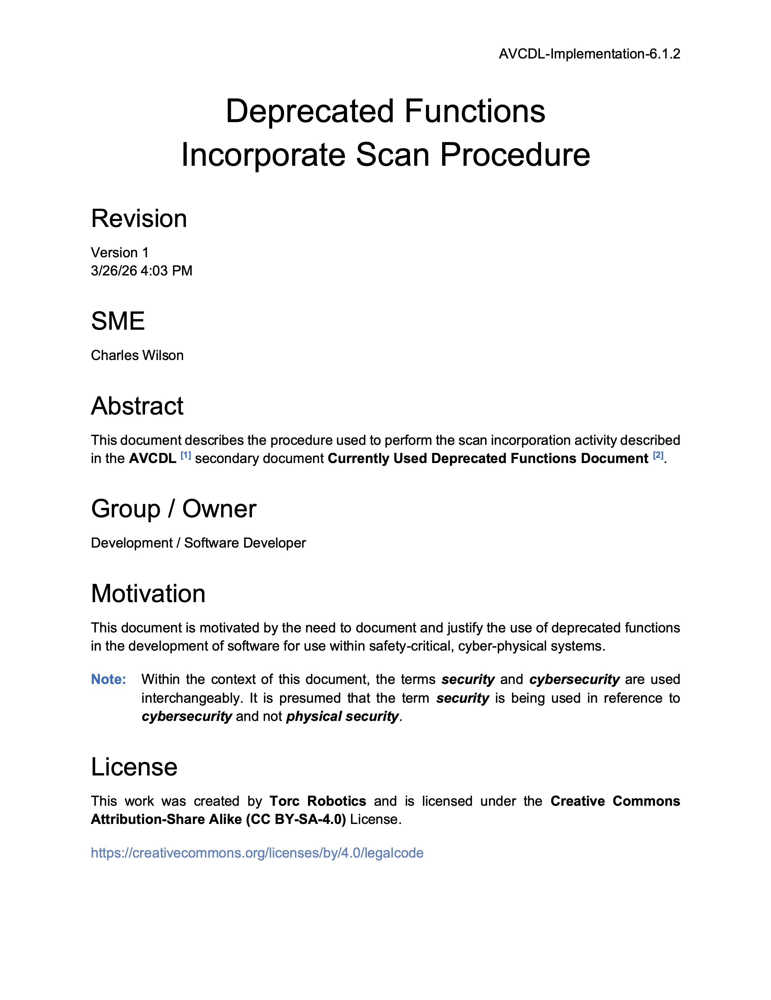 AVCDL-Implementation-6.1.2
Deprecated Functions
Incorporate Scan Procedure
Revision
Version 1
3/26/26 4:03 PM
SME
Charles Wilson
Abstract
This document describes the procedure used to perform the scan incorporation activity described
in the AVCDL [1] secondary document Currently Used Deprecated Functions Document [2].
Group / Owner
Development / Software Developer
Motivation
This document is motivated by the need to document and justify the use of deprecated functions
in the development of software for use within safety-critical, cyber-physical systems.
Note: Within the context of this document, the terms security and cybersecurity are used
interchangeably. It is presumed that the term security is being used in reference to
cybersecurity and not physical security.
License
This work was created by Torc Robotics and is licensed under the Creative Commons
Attribution-Share Alike (CC BY-SA-4.0) License.
https://creativecommons.org/licenses/by/4.0/legalcode